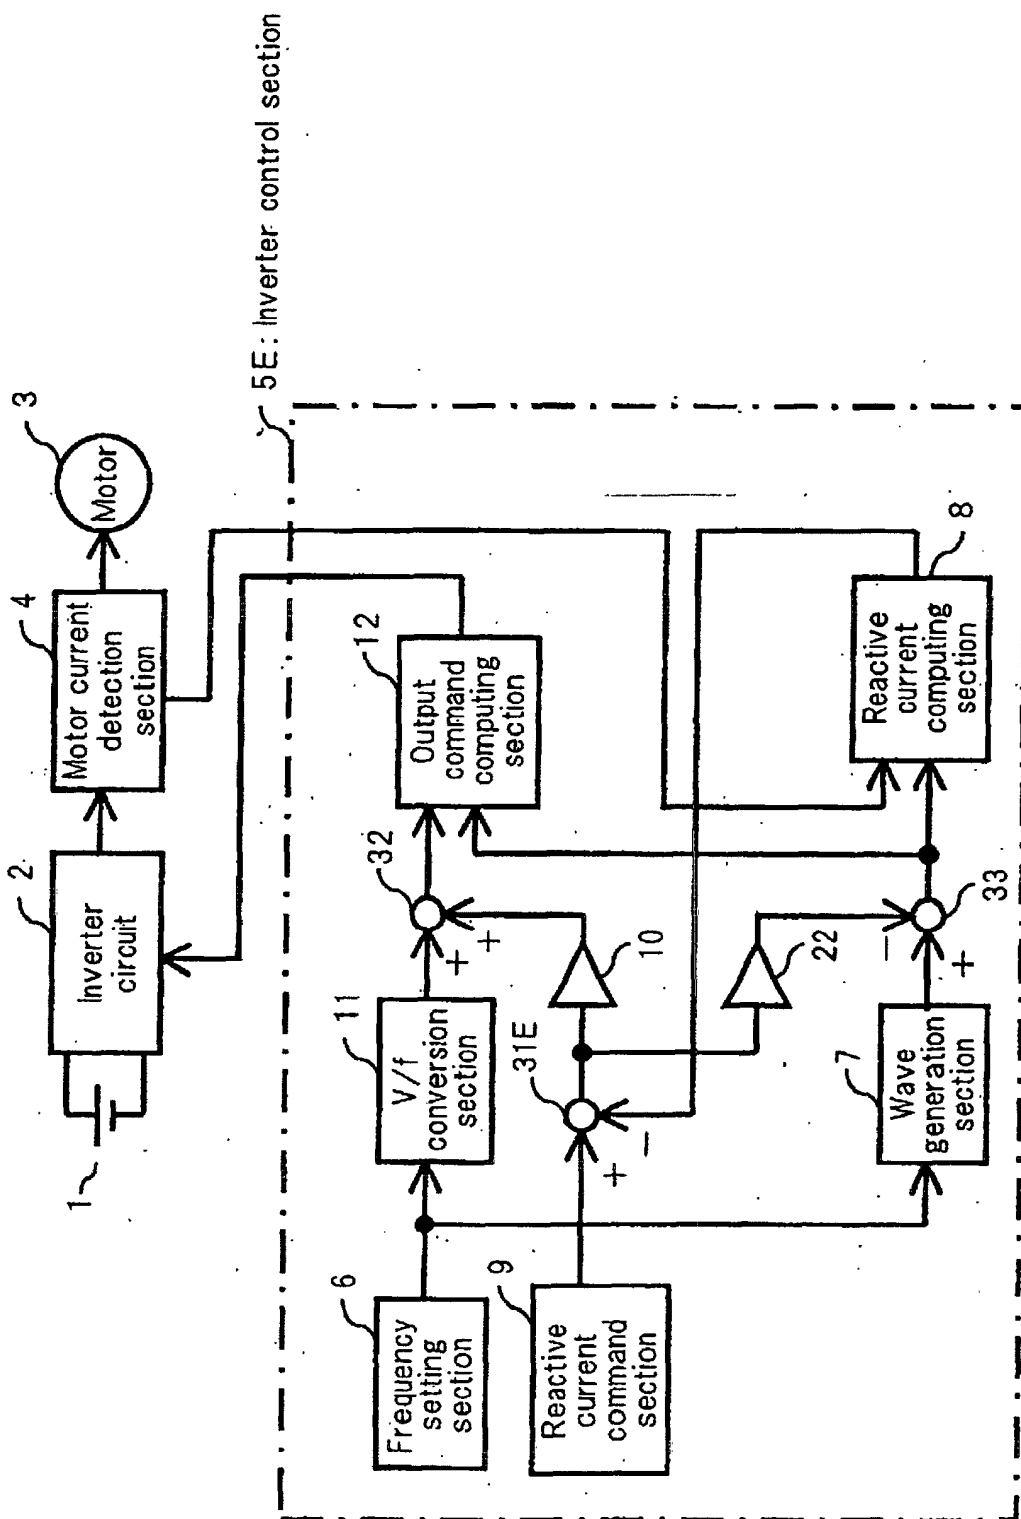 1
2
Inverter
circuit
4
Motor current
detection
section
3
Motor
5E: Inverter control section
6
Frequency
setting
section
11
V/f
conversion
section
+
+
32
12
Output
command
computing
section
9
Reactive
current
command
section
+
−
31E
10
22
7
Wave
generation
section
+
−
33
8
Reactive
current
computing
section